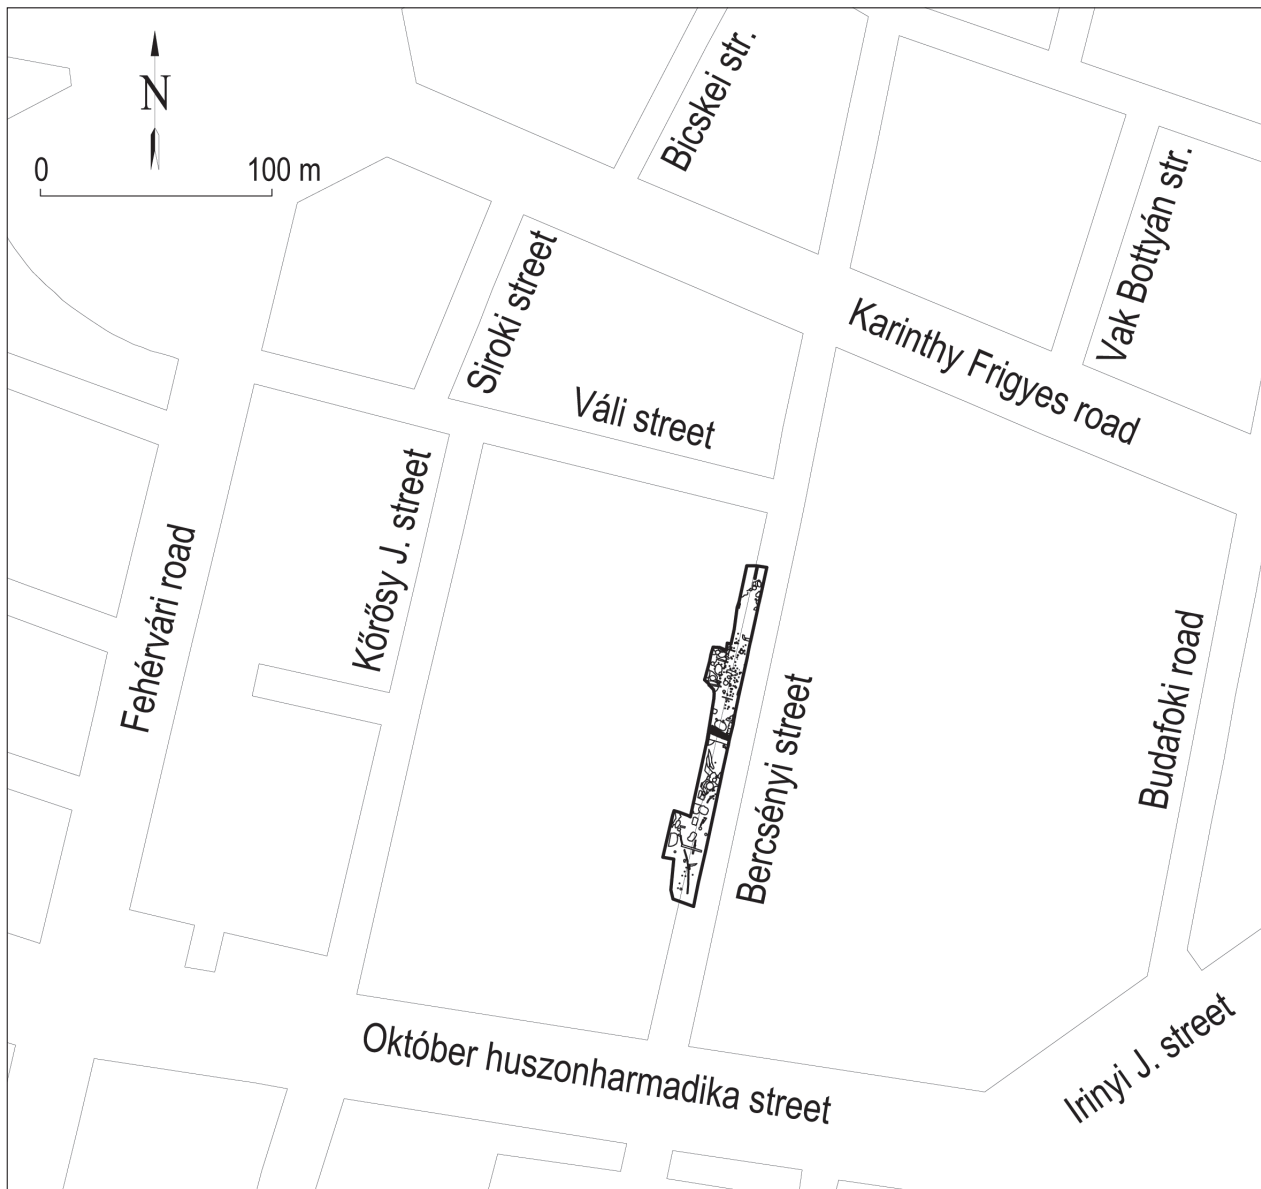 N
0 100 m
Bicskei str.
Vak Bottyán str.
Siroki street
Karinthy Frigyes road
Váli street
Kőrősy J. street
Fehérvári road
Budafoki road
Bercsényi street
Október huszonharmadika street
Irinyi J. street